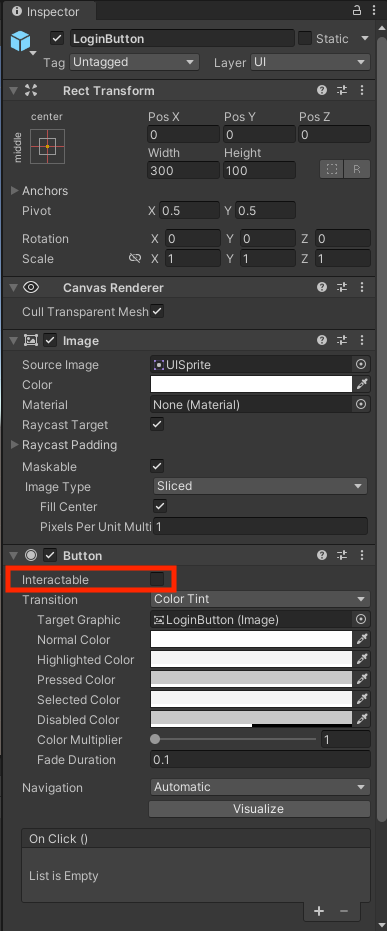 Inspector
LoginButton Static
Tag Untagged Layer UI
Rect Transform
center
middle
Pos X Pos Y Pos Z
0 0 0
Width Height
300 100
R
Anchors
Pivot X 0.5 Y 0.5
Rotation X 0 Y 0 Z 0
Scale X 1 Y 1 Z 1
Canvas Renderer
Cull Transparent Mesh
Image
Source Image UISprite
Color
Material None (Material)
Raycast Target
Raycast Padding
Maskable
Image Type Sliced
Fill Center
Pixels Per Unit Multi 1
Button
Interactable
Transition Color Tint
Target Graphic LoginButton (Image)
Normal Color
Highlighted Color
Pressed Color
Selected Color
Disabled Color
Color Multiplier 1
Fade Duration 0.1
Navigation Automatic
Visualize
On Click ()
List is Empty